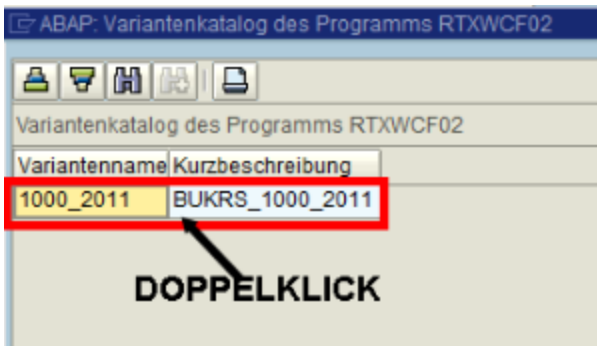 ABAP: Variantenkatalog des Programms RTXWCF02
Variantenkatalog des Programms RTXWCF02
Variantenname Kurzbeschreibung
1000_2011 BUKRS_1000_2011
DOPPELKLICK